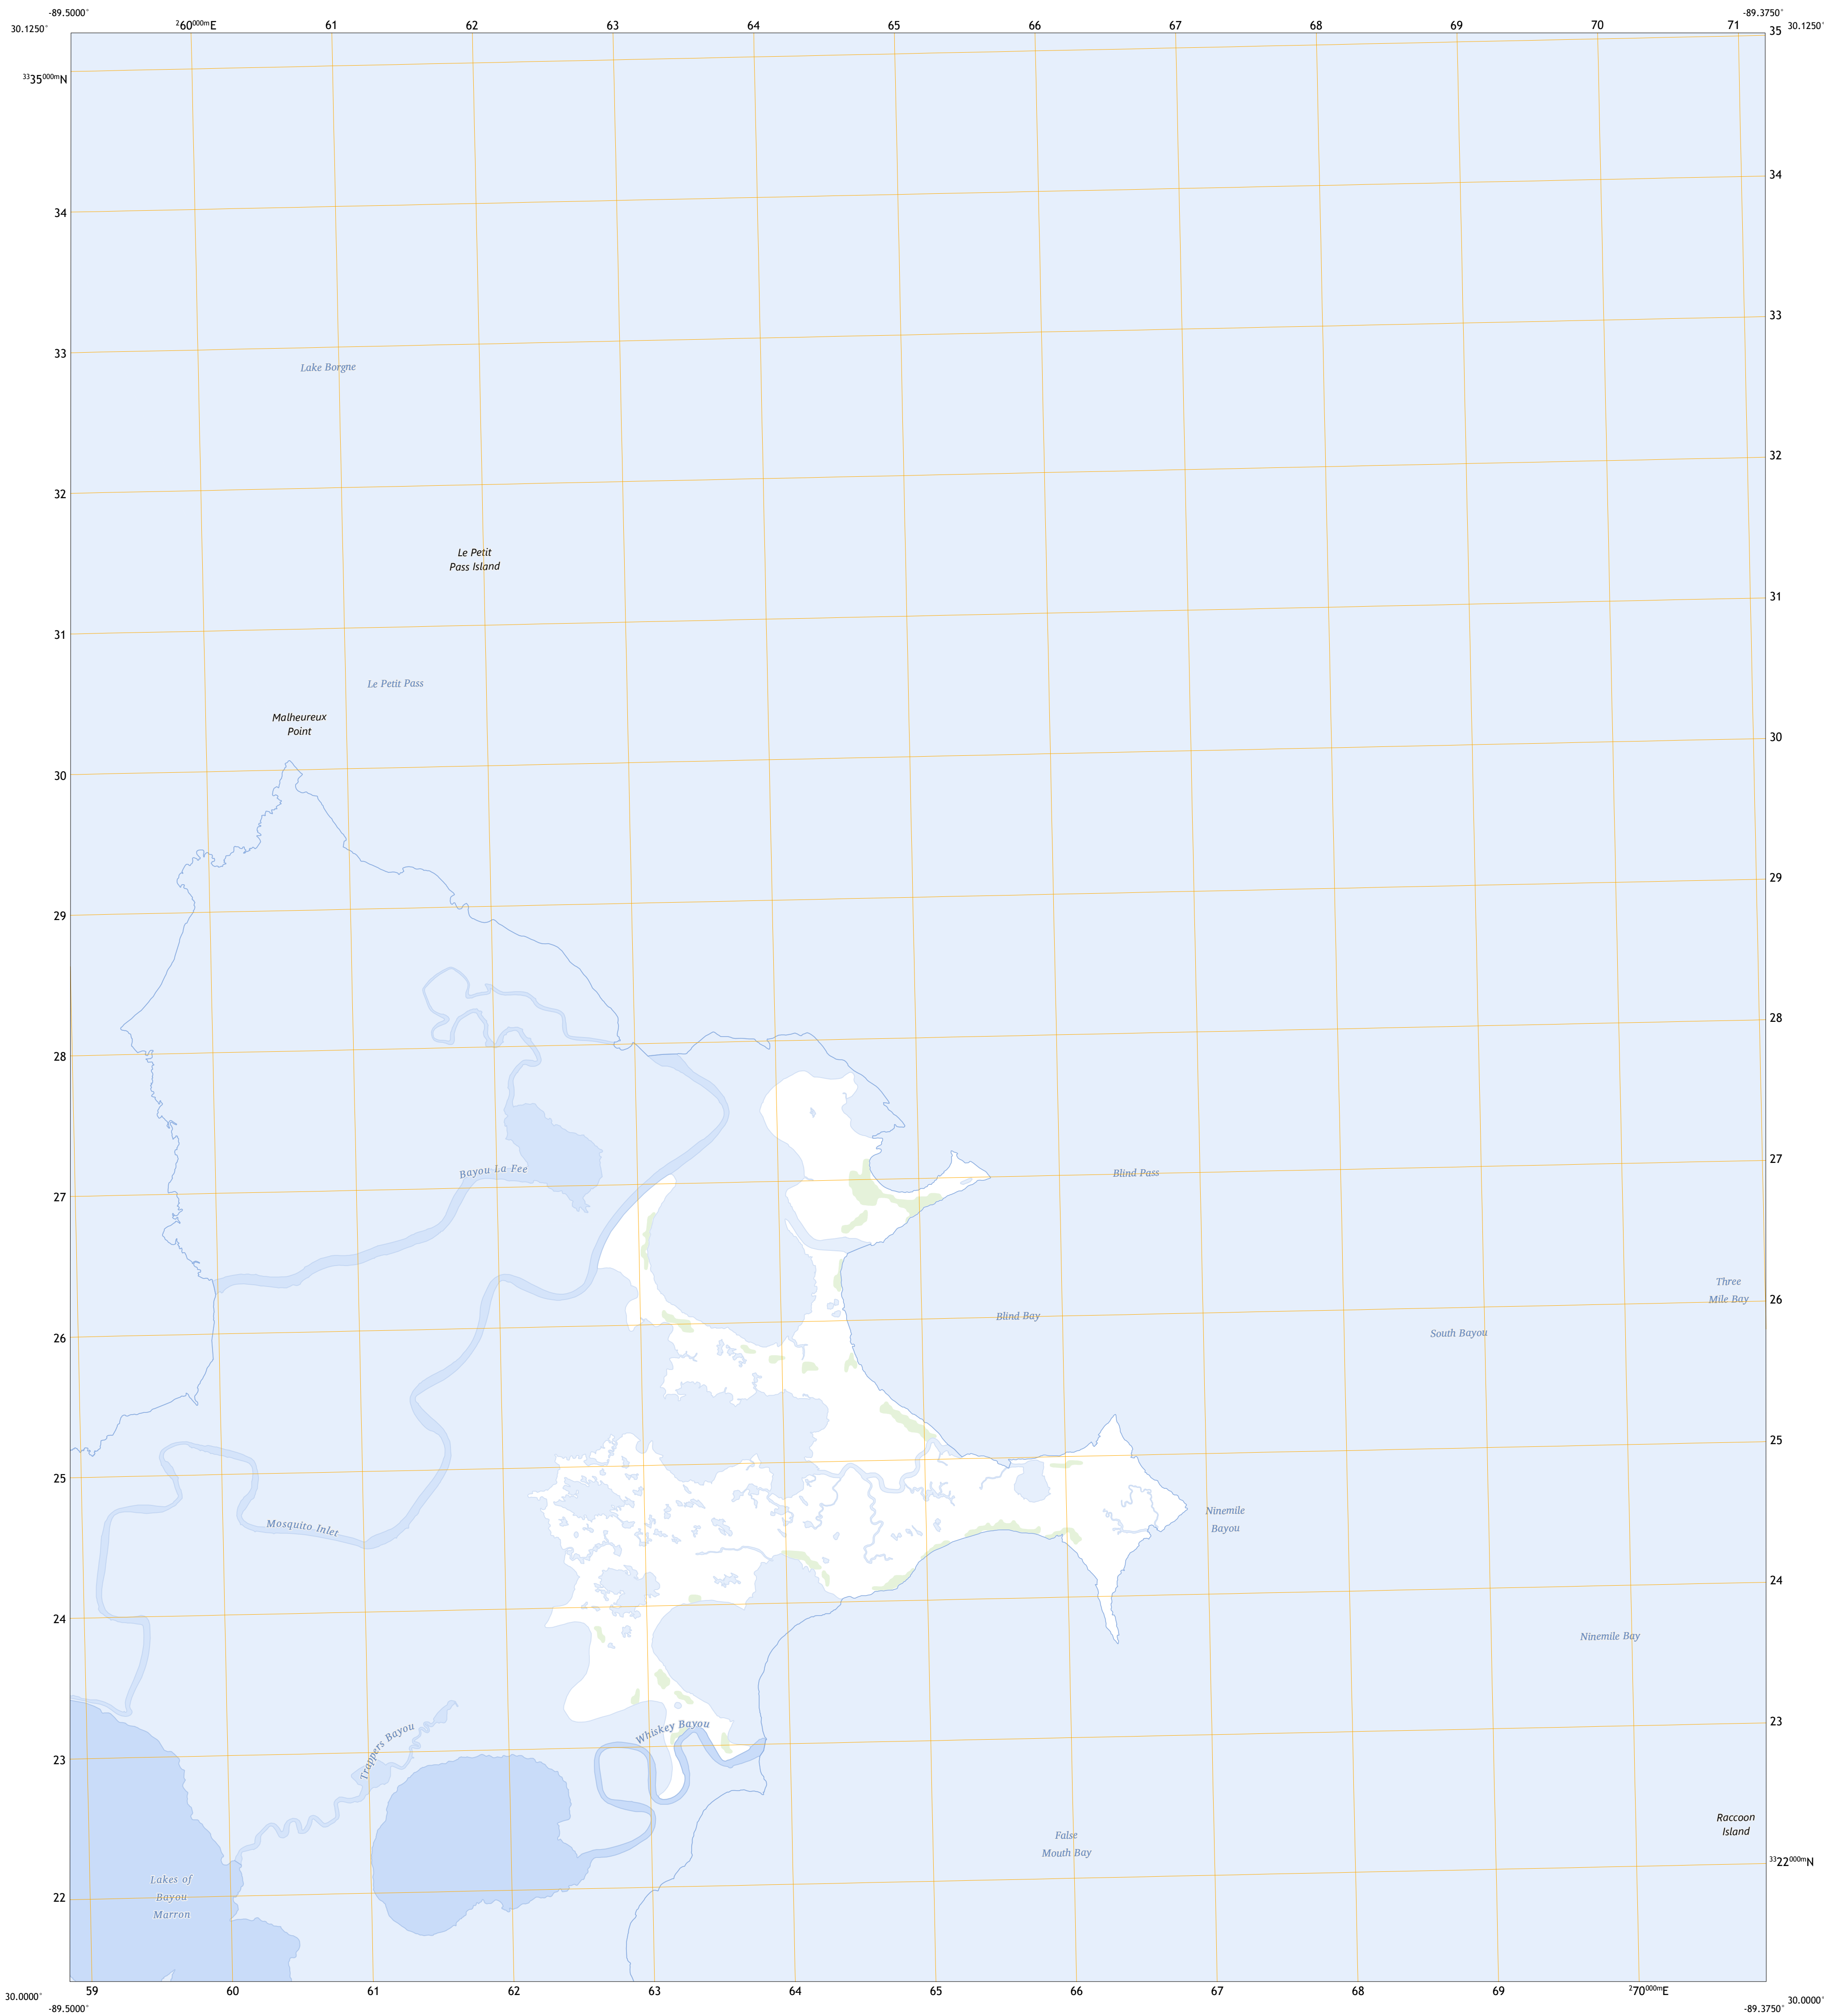 -89.5000° -89.3750°
30.1250° ²60⁰⁰⁰ᵐE 61 62 63 64 65 66 67 68 69 70 71 35 30.1250°
³³35⁰⁰⁰ᵐN
34
34
33
33
Lake Borgne
32
32
Le Petit
Pass Island
31
31
Le Petit Pass
Malheureux
Point
30
30
29
29
28
28
27
Bayou La Fee
Blind Pass
27
Three
Mile Bay
26
Blind Bay
South Bayou
26
25
25
Ninemile
Bayou
Mosquito Inlet
24
24
Ninemile Bay
23
Whiskey Bayou
Trappers Bayou
23
Raccoon
Island
False
Mouth Bay
³³22⁰⁰⁰ᵐN
Lakes of
Bayou
Marron
22
30.0000° 59 60 61 62 63 64 65 66 67 68 69 ²70⁰⁰⁰ᵐE 30.0000°
-89.5000° -89.3750°